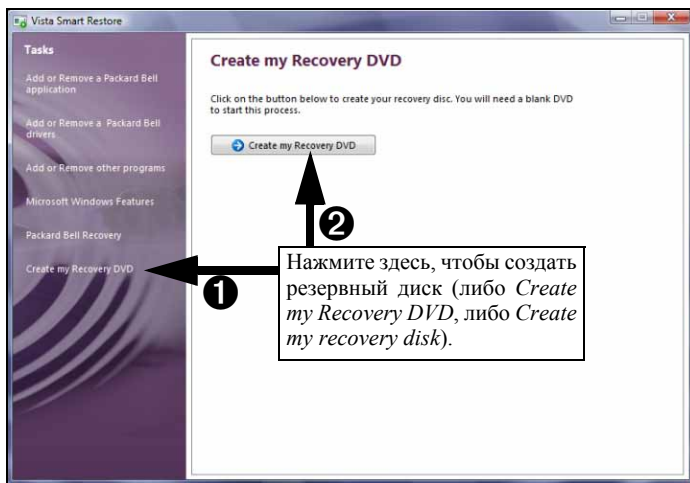 Vista Smart Restore
Tasks
Add or Remove a Packard Bell
application
Add or Remove a Packard Bell
drivers
Add or Remove other programs
Microsoft Windows Features
Packard Bell Recovery
Create my Recovery DVD
Create my Recovery DVD
Click on the button below to create your recovery disc. You will need a blank DVD
to start this process.
Create my Recovery DVD
2
1
Нажмите здесь, чтобы создать
резервный диск (либо Create
my Recovery DVD, либо Create
my recovery disk).